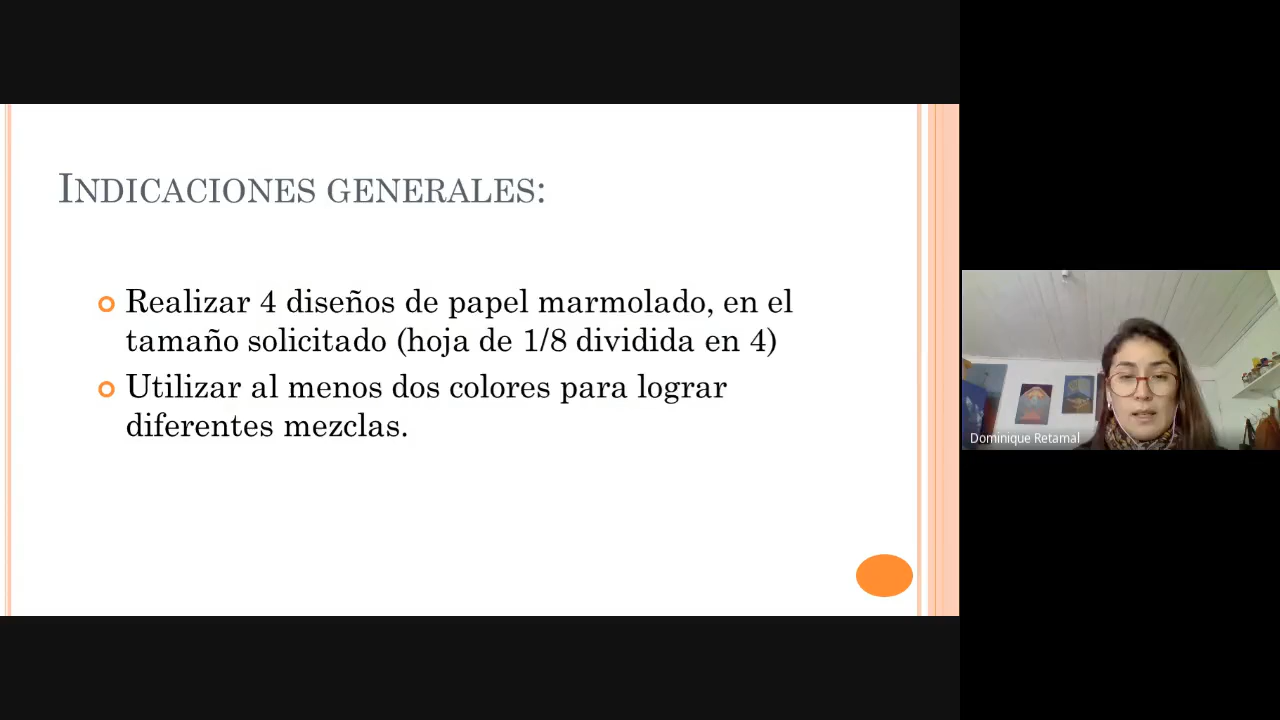 INDICACIONES GENERALES:
Realizar 4 diseños de papel marmolado, en el
tamaño solicitado (hoja de 1/8 dividida en 4)
Utilizar al menos dos colores para lograr
diferentes mezclas.
Dominique Retamal